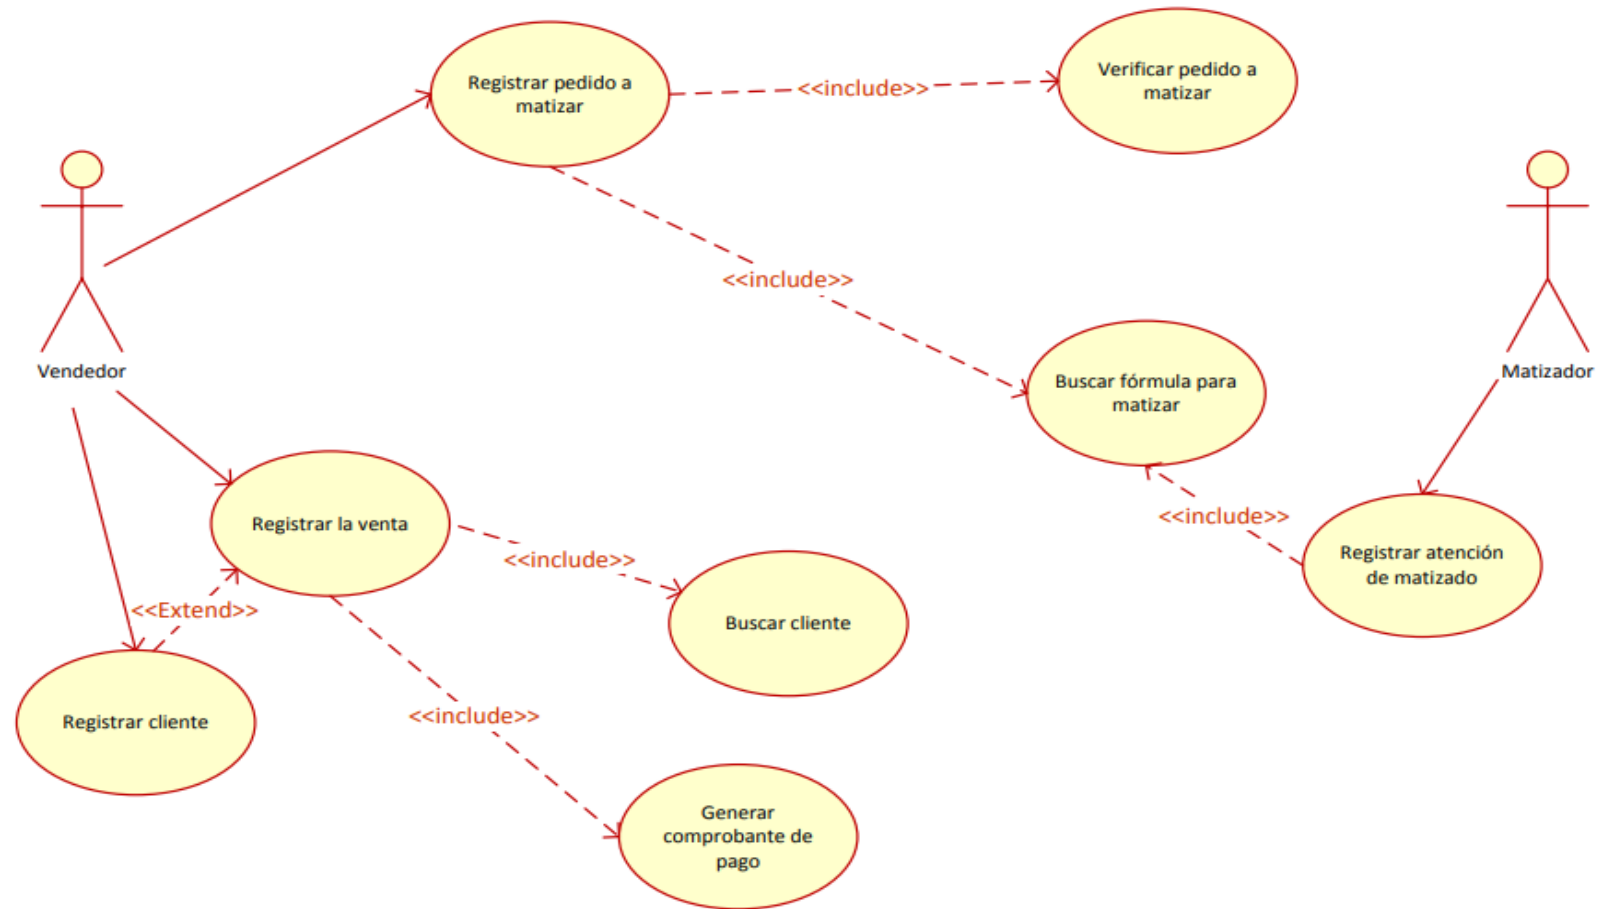 Registrar pedido a
matizar
<<include>>
Verificar pedido a
matizar
<<include>>
Vendedor
Buscar fórmula para
matizar
Matizador
Registrar la venta
<<include>>
<<include>>
Registrar atención
de matizado
<<Extend>>
Buscar cliente
Registrar cliente
<<include>>
Generar
comprobante de
pago